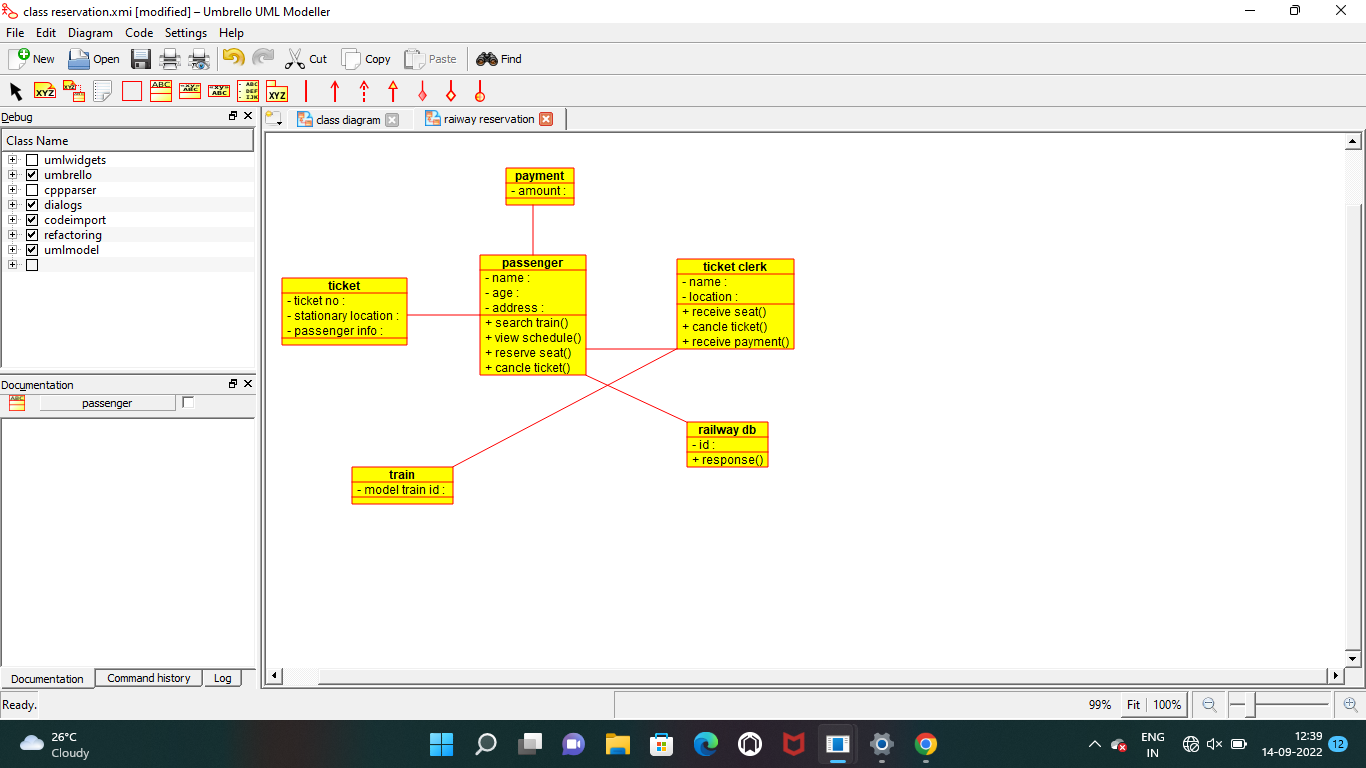 class reservation.xmi [modified] – Umbrello UML Modeller
File Edit Diagram Code Settings Help
New Open Cut Copy Paste Find
XYZ XYZ ABC «xy» ABC «xy» ABC ABC DEF IJK XYZ
Debug
class diagram
raiway reservation
Class Name
umlwidgets
umbrello
cppparser
dialogs
codeimport
refactoring
umlmodel
Documentation
ABC passenger
Documentation Command history Log
payment
- amount :
passenger
- name :
- age :
- address :
+ search train()
+ view schedule()
+ reserve seat()
+ cancle ticket()
ticket clerk
- name :
- location :
+ receive seat()
+ cancle ticket()
+ receive payment()
ticket
- ticket no :
- stationary location :
- passenger info :
railway db
- id :
+ response()
train
- model train id :
Ready.
99% Fit 100%
26°C
Cloudy
ENG
IN
12:39
14-09-2022
12